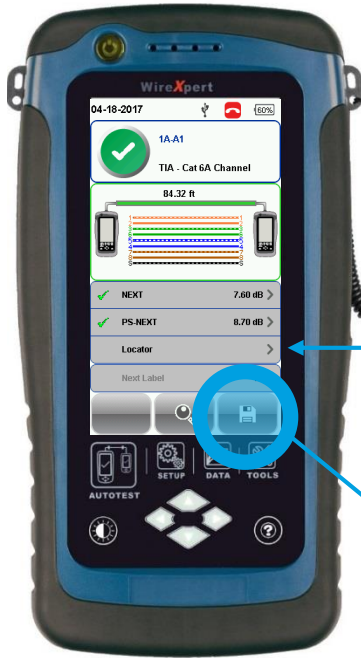 WireXpert
04-18-2017 60%
1A-A1
TIA - Cat 6A Channel
84.32 ft
NEXT 7.60 dB
PS-NEXT 8.70 dB
Locator
Next Label
AUTOTEST SETUP DATA TOOLS
?